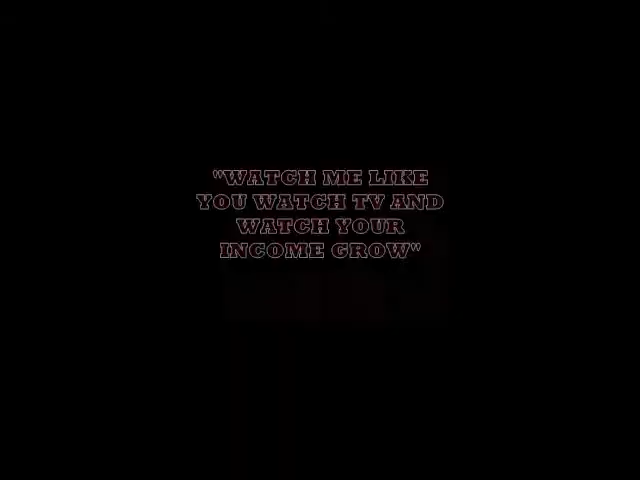 "WATCH ME LIKE
YOU WATCH TV AND
WATCH YOUR
INCOME GROW"